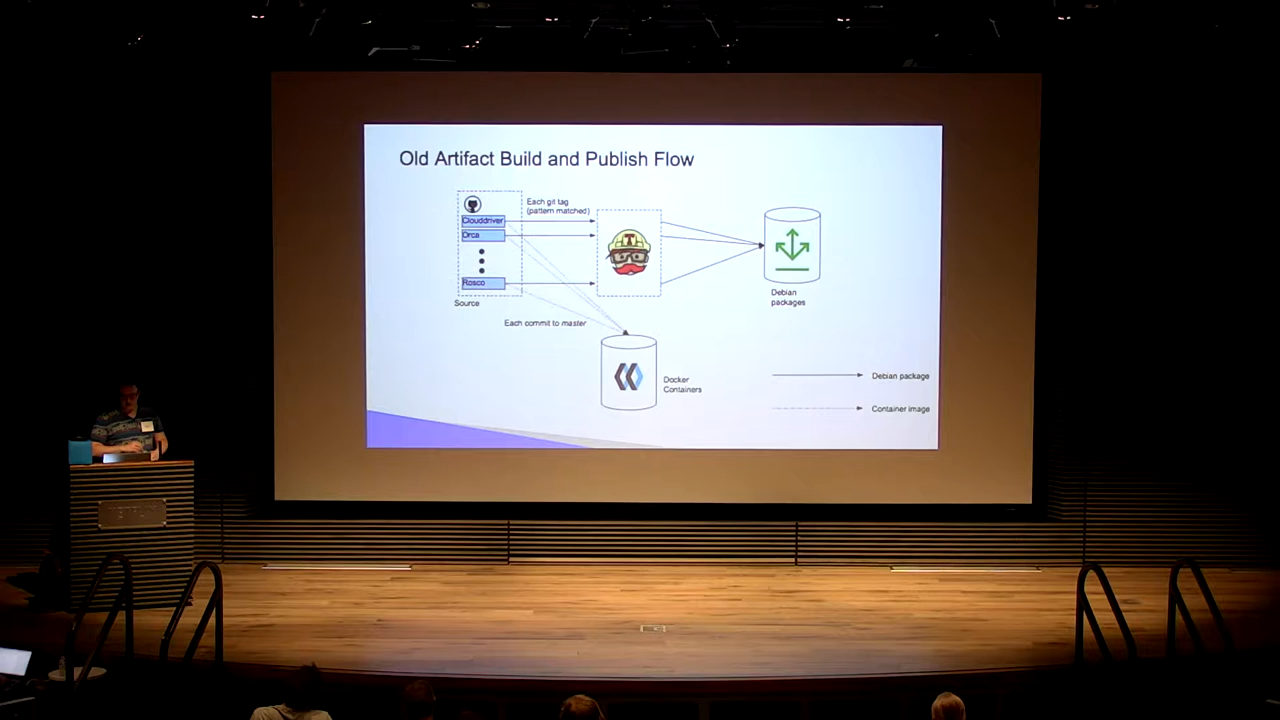 Old Artifact Build and Publish Flow
Each git tag
(pattern matched)
Clouddriver
Orca
Rosco
Source
Each commit to master
Debian
packages
Docker
Containers
Debian package
Container image